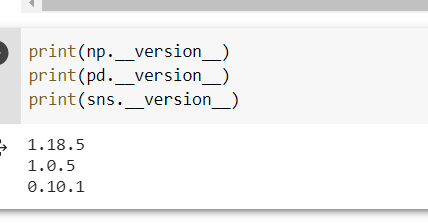 print(np.__version__)
print(pd.__version__)
print(sns.__version__)
1.18.5
1.0.5
0.10.1